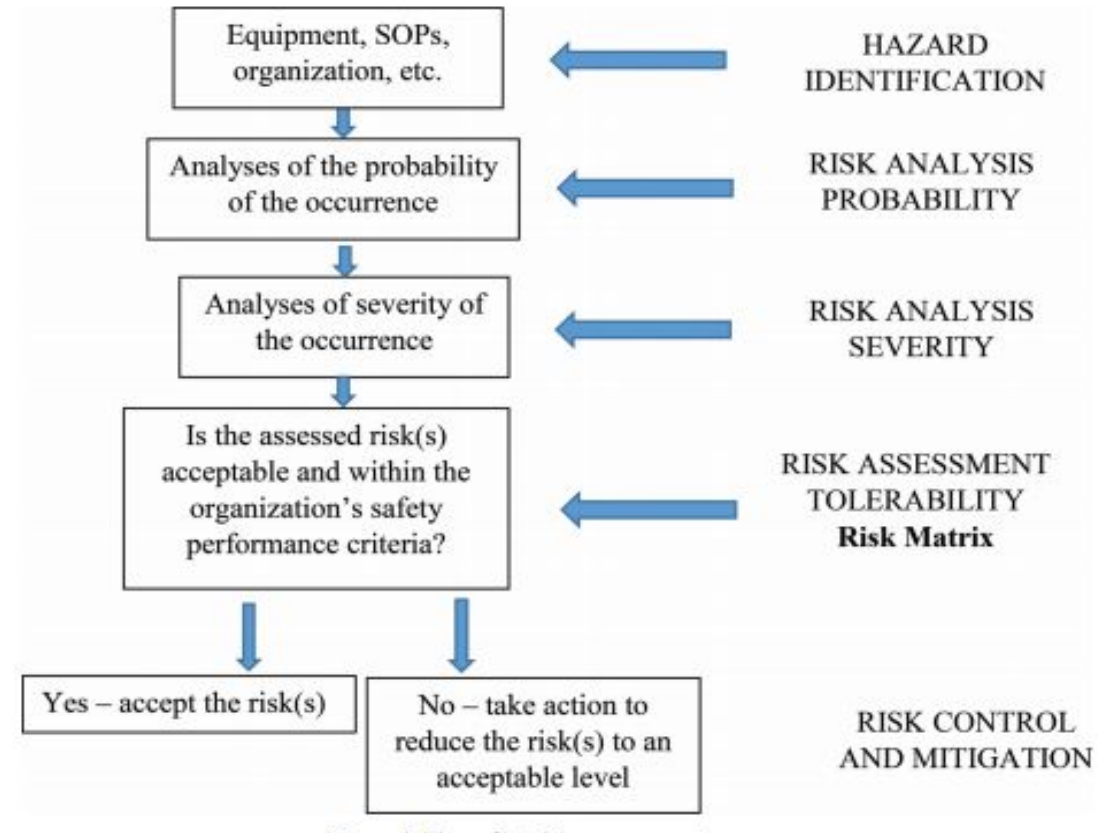 Equipment, SOPs,
organization, etc.
HAZARD
IDENTIFICATION
Analyses of the probability
of the occurrence
RISK ANALYSIS
PROBABILITY
Analyses of severity of
the occurrence
RISK ANALYSIS
SEVERITY
Is the assessed risk(s)
acceptable and within the
organization’s safety
performance criteria?
RISK ASSESSMENT
TOLERABILITY
Risk Matrix
Yes – accept the risk(s)
No – take action to
reduce the risk(s) to an
acceptable level
RISK CONTROL
AND MITIGATION